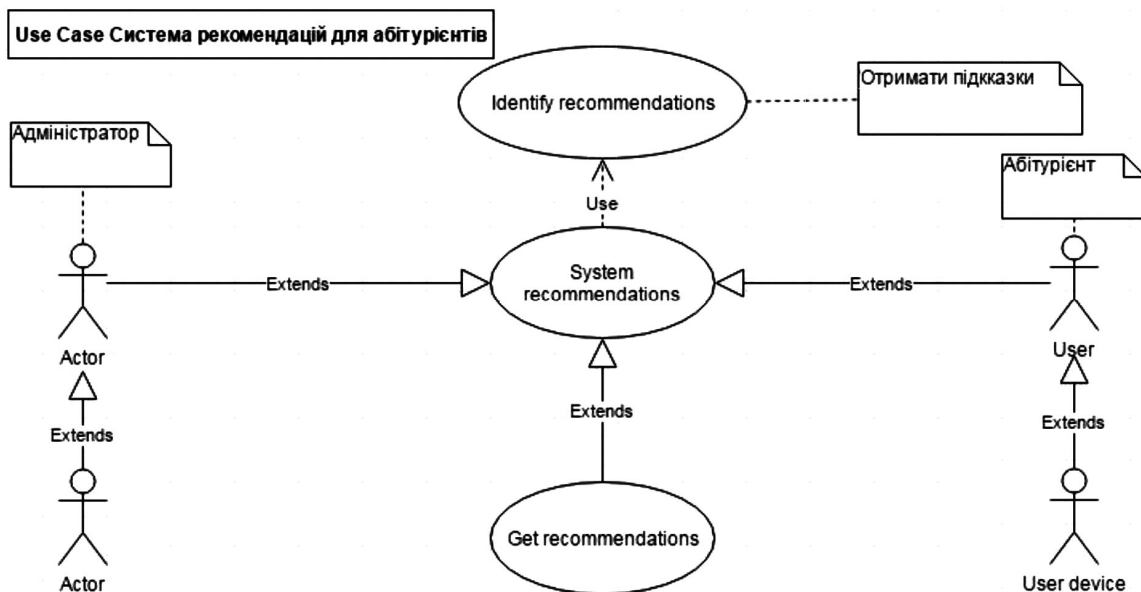 Use Case Система рекомендацій для абітурієнтів
Identify recommendations
Отримати підкказки
Адміністратор
Абітурієнт
Use
System
recommendations
Extends
Extends
Actor
User
Extends
Extends
Extends
Get recommendations
Actor
User device